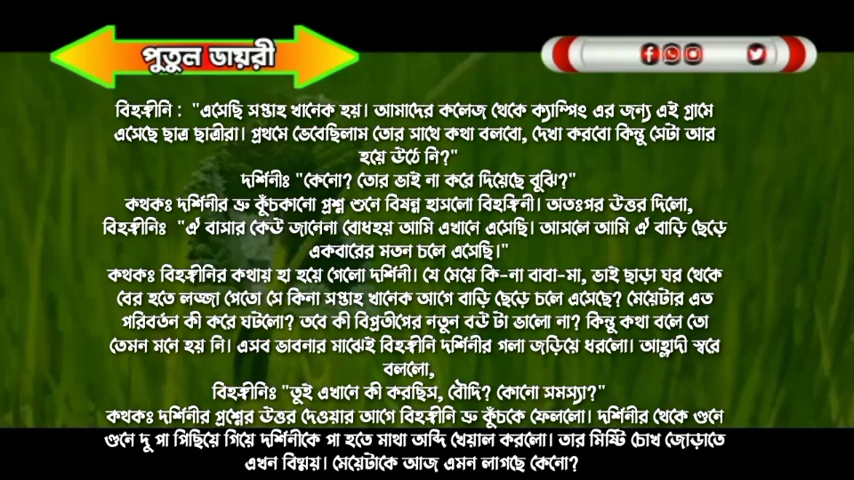 পুতুল ডায়রী
বিহঙ্গীনি : "এসেছি সপ্তাহ খানেক হয়। আমাদের কলেজ থেকে ক্যাম্পিং এর জন্য এই গ্রামে
এসেছে ছাত্র ছাত্রীরা। প্রথমে ভেবেছিলাম তোর সাথে কথা বলবো, দেখা করবো কিন্তু সেটা আর
হয়ে উঠে নি?"
দর্শিনীঃ "কেনো? তোর ভাই না করে দিয়েছে বুঝি?"
কথকঃ দর্শিনীর ভ্রু কুঁচকানো প্রশ্ন শুনে বিষন্ন হাসলো বিহঙ্গিনী। অতঃপর উত্তর দিলো,
বিহঙ্গীনিঃ "ঐ বাসার কেউ জানেনা বোধহয় আমি এখানে এসেছি। আসলে আমি ঐ বাড়ি ছেড়ে
একবারের মতন চলে এসেছি।"
কথকঃ বিহঙ্গীনির কথায় হা হয়ে গেলো দর্শিনী। যে মেয়ে কি-না বাবা-মা, ভাই ছাড়া ঘর থেকে
বের হতে লজ্জা পেতো সে কিনা সপ্তাহ খানেক আগে বাড়ি ছেড়ে চলে এসেছে? মেয়েটার এত
পরিবর্তন কী করে ঘটলো? তবে কী বিপ্রতীপের নতুন বউ টা ভালো না? কিন্তু কথা বলে তো
তেমন মনে হয় নি। এসব ভাবনার মাঝেই বিহঙ্গীনি দর্শিনীর গলা জড়িয়ে ধরলো। আহ্লাদী স্বরে
বললো,
বিহঙ্গীনিঃ "তুই এখানে কী করছিস, বৌদি? কোনো সমস্যা?"
কথকঃ দর্শিনীর প্রশ্নের উত্তর দেওয়ার আগে বিহঙ্গীনি ভ্রু কুঁচকে ফেললো। দর্শিনীর থেকে গুনে
গুনে দু পা পিছিয়ে গিয়ে দর্শিনীকে পা হতে মাথা অব্দি খেয়াল করলো। তার মিষ্টি চোখ জোড়াতে
এখন বিষ্ময়। মেয়েটাকে আজ এমন লাগছে কেনো?